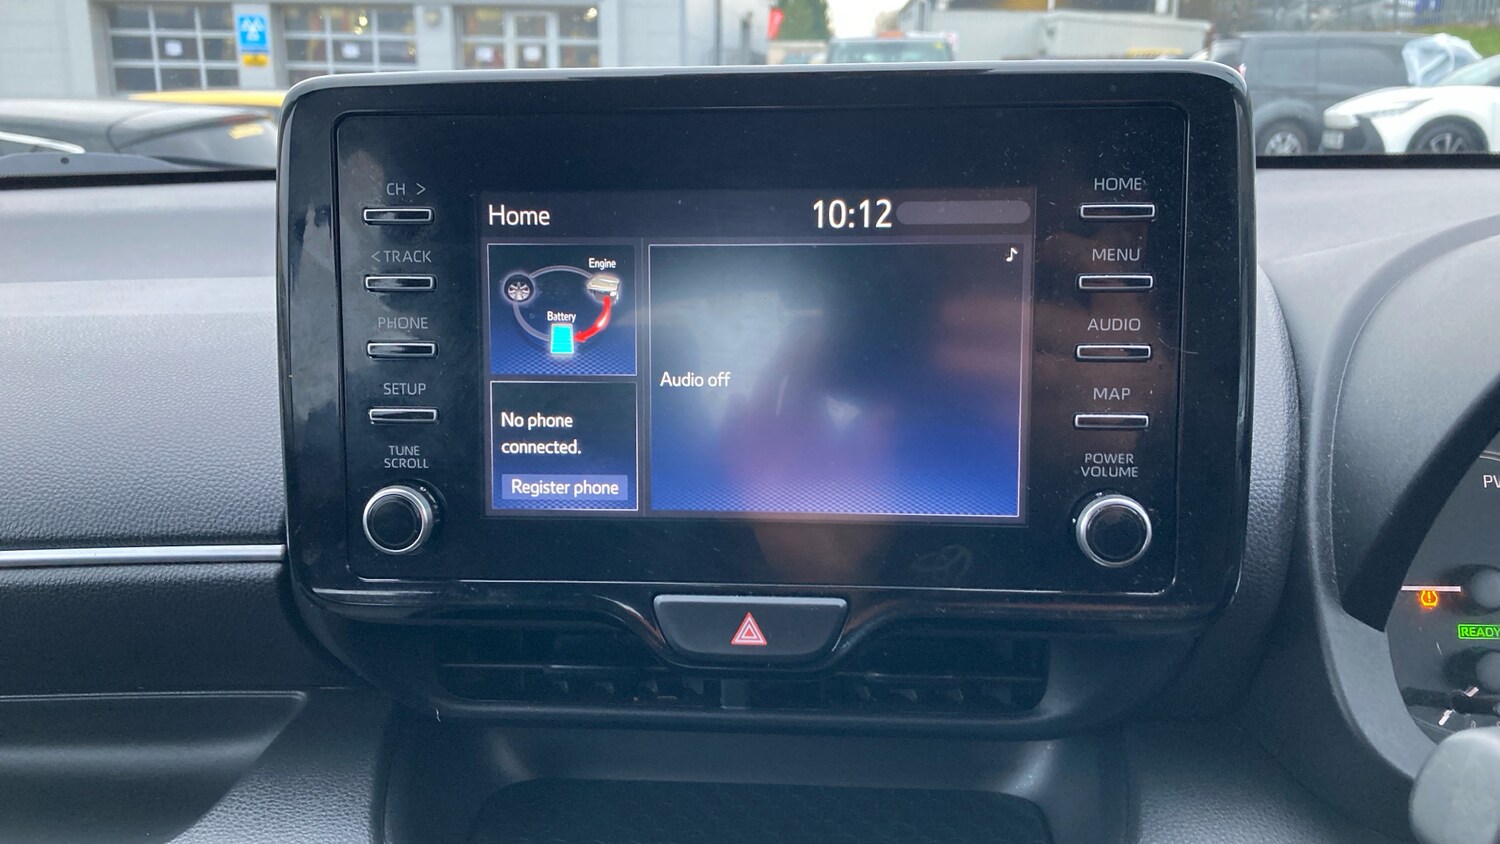 CH >
< TRACK
PHONE
SETUP
TUNE
SCROLL
Home
10:12
Engine
Battery
No phone
connected.
Register phone
Audio off
HOME
MENU
AUDIO
MAP
POWER
VOLUME
READY